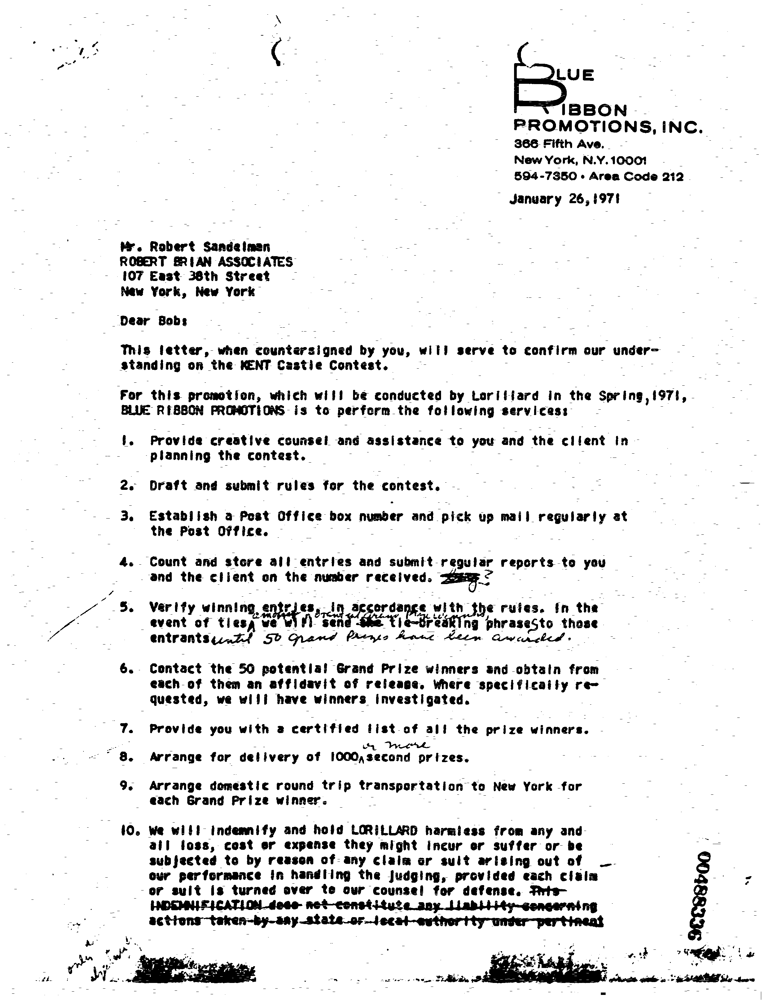 BLUE
RIBBON
PROMOTIONS, INC.
366 Fifth Ave.
New York, N.Y. 10001
594-7350 • Area Code 212
January 26, 1971
Mr. Robert Sandelman
ROBERT BRIAN ASSOCIATES
107 East 38th Street
New York, New York
Dear Bob:
This letter, when countersigned by you, will serve to confirm our under-
standing on the KENT Castle Contest.
For this promotion, which will be conducted by Lorillard in the Spring, 1971,
BLUE RIBBON PROMOTIONS is to perform the following services:
1. Provide creative counsel and assistance to you and the client in
planning the contest.
2. Draft and submit rules for the contest.
3. Establish a Post Office box number and pick up mail regularly at
the Post Office.
4. Count and store all entries and submit regular reports to you
and the client on the number received. ?
5. Verify winning entries, in accordance with the rules. In the
among potential Grand Prize winners,
event of ties, we will send the tie-breaking phrases to those
entrants until 50 grand Prizes have been awarded.
6. Contact the 50 potential Grand Prize winners and obtain from
each of them an affidavit of release. Where specifically re-
quested, we will have winners investigated.
7. Provide you with a certified list of all the prize winners.
or more
8. Arrange for delivery of 1000 second prizes.
9. Arrange domestic round trip transportation to New York for
each Grand Prize winner.
10. We will indemnify and hold LORILLARD harmless from any and
all loss, cost or expense they might incur or suffer or be
subjected to by reason of any claim or suit arising out of
our performance in handling the judging, provided each claim
or suit is turned over to our counsel for defense. This
INDEMNIFICATION does not constitute any liability concerning
actions taken by any state or local authority under pertinent
00488336
only a